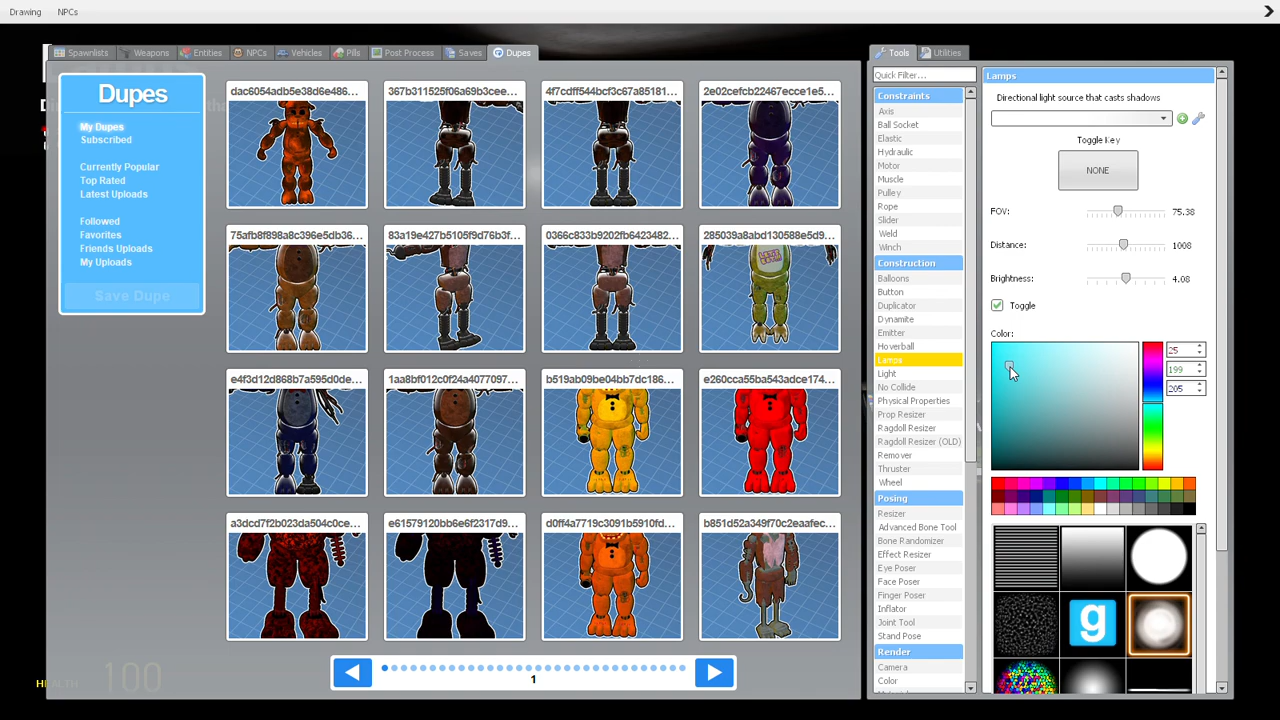 Drawing NPCs
Spawnlists Weapons Entities NPCs Vehicles Pills Post Process Saves Dupes
Dupes
My Dupes
Subscribed
Currently Popular
Top Rated
Latest Uploads
Followed
Favorites
Friends Uploads
My Uploads
Save Dupe
dac6054adb5e38d6e486...
367b311525f06a69b3cee...
4f7cdff544bcf3c67a85181...
2e02cefcb22467ecce1e5...
75afb8f898a8c396e5db36...
83a19e427b5105f9d76b3f...
0366c833b9202fb6423482...
285039a8abd130598e5d9...
e4f3d12d868b7a595d0de...
1aa8bf012c0f24a4077097...
b519ab09be04bb7dc186...
e260cca55ba543adce174...
a3dcd7f2b023da504c0ce...
e61579120bb6e6f2317d9...
d0ff4a7719c3091b5910fd...
b851d52a349f70c2eaafec...
1
HEALTH 100
Tools Utilities
Quick Filter...
Constraints
Axis
Ball Socket
Elastic
Hydraulic
Motor
Muscle
Pulley
Rope
Slider
Weld
Winch
Construction
Balloons
Button
Duplicator
Dynamite
Emitter
Hoverball
Lamps
Light
No Collide
Physical Properties
Prop Resizer
Ragdoll Resizer
Ragdoll Resizer (OLD)
Remover
Thruster
Wheel
Posing
Resizer
Advanced Bone Tool
Bone Randomizer
Effect Resizer
Eye Poser
Face Poser
Finger Poser
Inflator
Joint Tool
Stand Pose
Render
Camera
Color
Lamps
Directional light source that casts shadows
Toggle Key
NONE
FOV: 75.38
Distance: 1008
Brightness: 4.08
Toggle
Color:
25
199
205
g